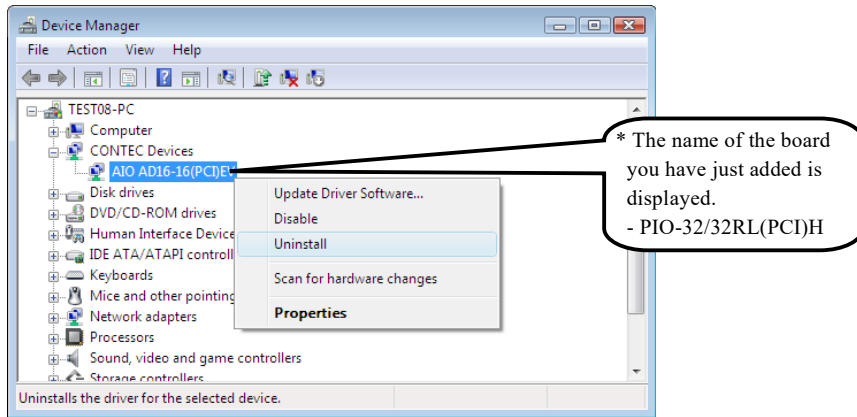 Device Manager
File Action View Help
TEST08-PC
Computer
CONTEC Devices
AIO AD16-16(PCI)EV
Disk drives
DVD/CD-ROM drives
Human Interface Device
IDE ATA/ATAPI controll
Keyboards
Mice and other pointing
Network adapters
Processors
Sound, video and game controllers
Storage controllers
Update Driver Software...
Disable
Uninstall
Scan for hardware changes
Properties
Uninstalls the driver for the selected device.
* The name of the board
you have just added is
displayed.
- PIO-32/32RL(PCI)H